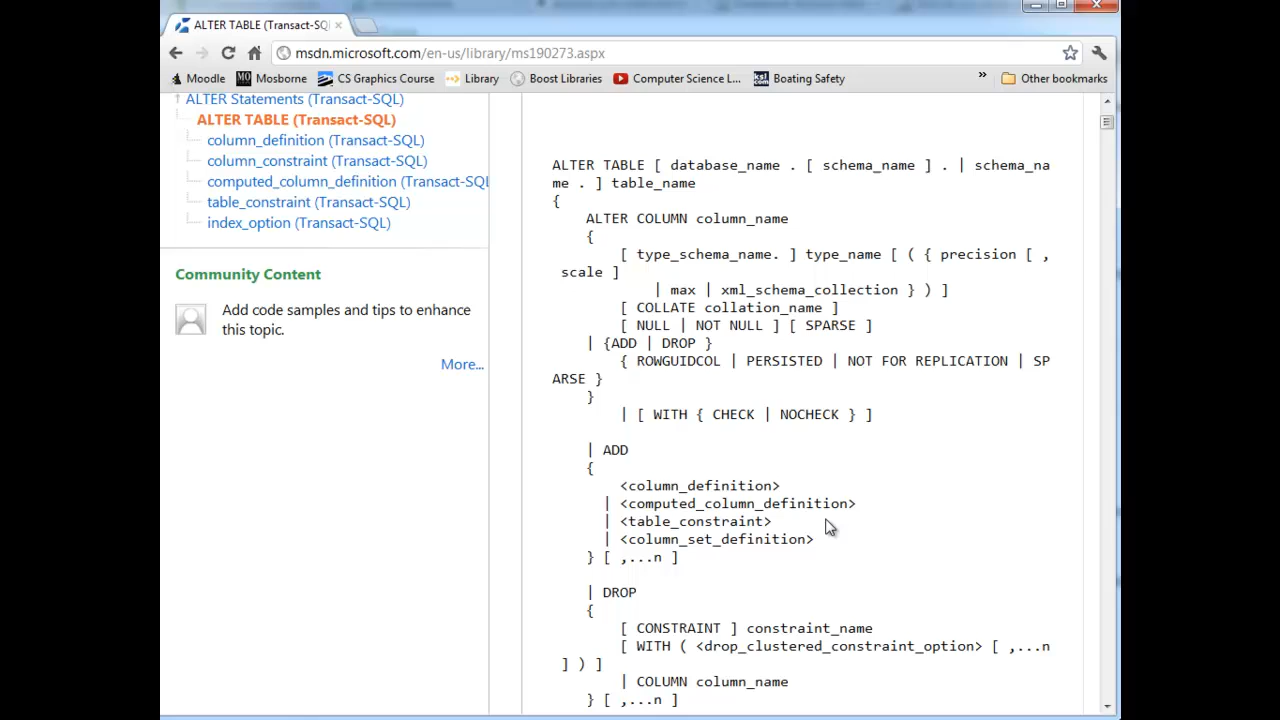 ALTER TABLE (Transact-SQL)
msdn.microsoft.com/en-us/library/ms190273.aspx
Moodle Mosborne CS Graphics Course Library Boost Libraries Computer Science L... Boating Safety » Other bookmarks
ALTER Statements (Transact-SQL)
ALTER TABLE (Transact-SQL)
column_definition (Transact-SQL)
column_constraint (Transact-SQL)
computed_column_definition (Transact-SQL
table_constraint (Transact-SQL)
index_option (Transact-SQL)
Community Content
Add code samples and tips to enhance
this topic.
More...
ALTER TABLE [ database_name . [ schema_name ] . | schema_na
me . ] table_name
{
ALTER COLUMN column_name
{
[ type_schema_name. ] type_name [ ( { precision [ ,
scale ]
| max | xml_schema_collection } ) ]
[ COLLATE collation_name ]
[ NULL | NOT NULL ] [ SPARSE ]
| {ADD | DROP }
{ ROWGUIDCOL | PERSISTED | NOT FOR REPLICATION | SP
ARSE }
}
| [ WITH { CHECK | NOCHECK } ]
| ADD
{
<column_definition>
| <computed_column_definition>
| <table_constraint>
| <column_set_definition>
} [ ,...n ]
| DROP
{
[ CONSTRAINT ] constraint_name
[ WITH ( <drop_clustered_constraint_option> [ ,...n
] ) ]
| COLUMN column_name
} [ ,...n ]